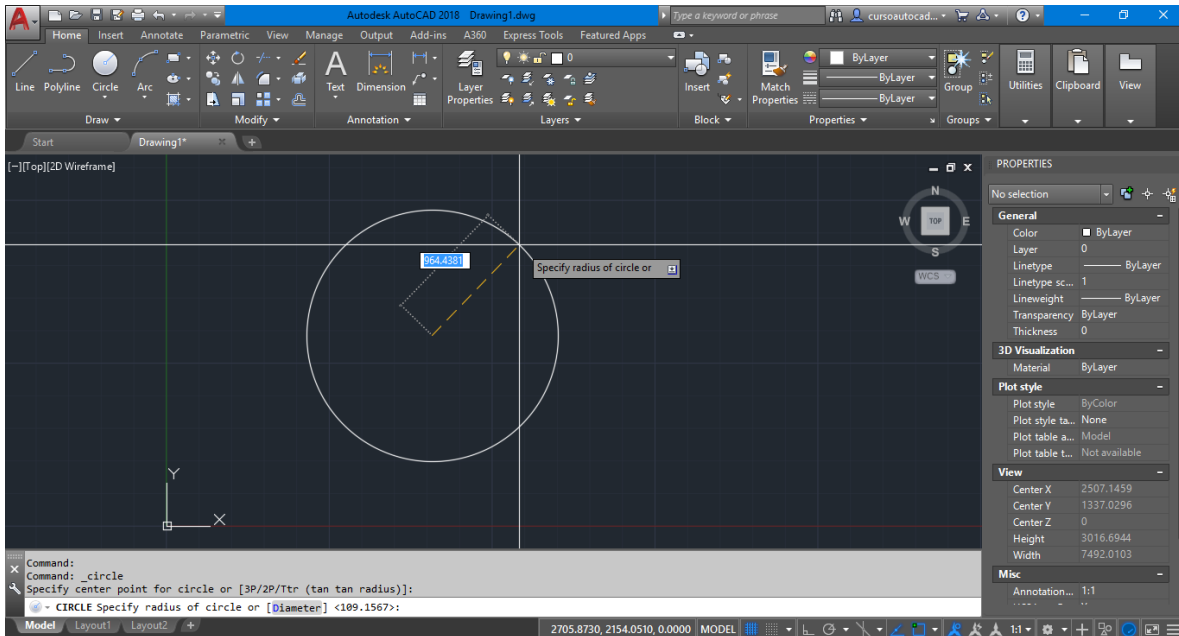 Autodesk AutoCAD 2018 Drawing1.dwg
Type a keyword or phrase
cursoautocad...
Home Insert Annotate Parametric View Manage Output Add-ins A360 Express Tools Featured Apps
Line Polyline Circle Arc
Draw
Modify
Text Dimension
Annotation
Layer
Properties
0
Layers
Insert
Block
Match
Properties
ByLayer
ByLayer
ByLayer
Properties
Group
Groups
Utilities
Clipboard
View
Start Drawing1*
[−][Top][2D Wireframe]
N
W TOP E
S
WCS
964.4381
Specify radius of circle or
Y
X
PROPERTIES
No selection
General
Color ByLayer
Layer 0
Linetype ByLayer
Linetype sc... 1
Lineweight ByLayer
Transparency ByLayer
Thickness 0
3D Visualization
Material ByLayer
Plot style
Plot style ByColor
Plot style ta... None
Plot table a... Model
Plot table t... Not available
View
Center X 2507.1459
Center Y 1337.0296
Center Z 0
Height 3016.6944
Width 7492.0103
Misc
Annotation... 1:1
Command:
Command: _circle
Specify center point for circle or [3P/2P/Ttr (tan tan radius)]:
CIRCLE Specify radius of circle or [Diameter] <109.1567>:
Model Layout1 Layout2 +
2705.8730, 2154.0510, 0.0000 MODEL 1:1